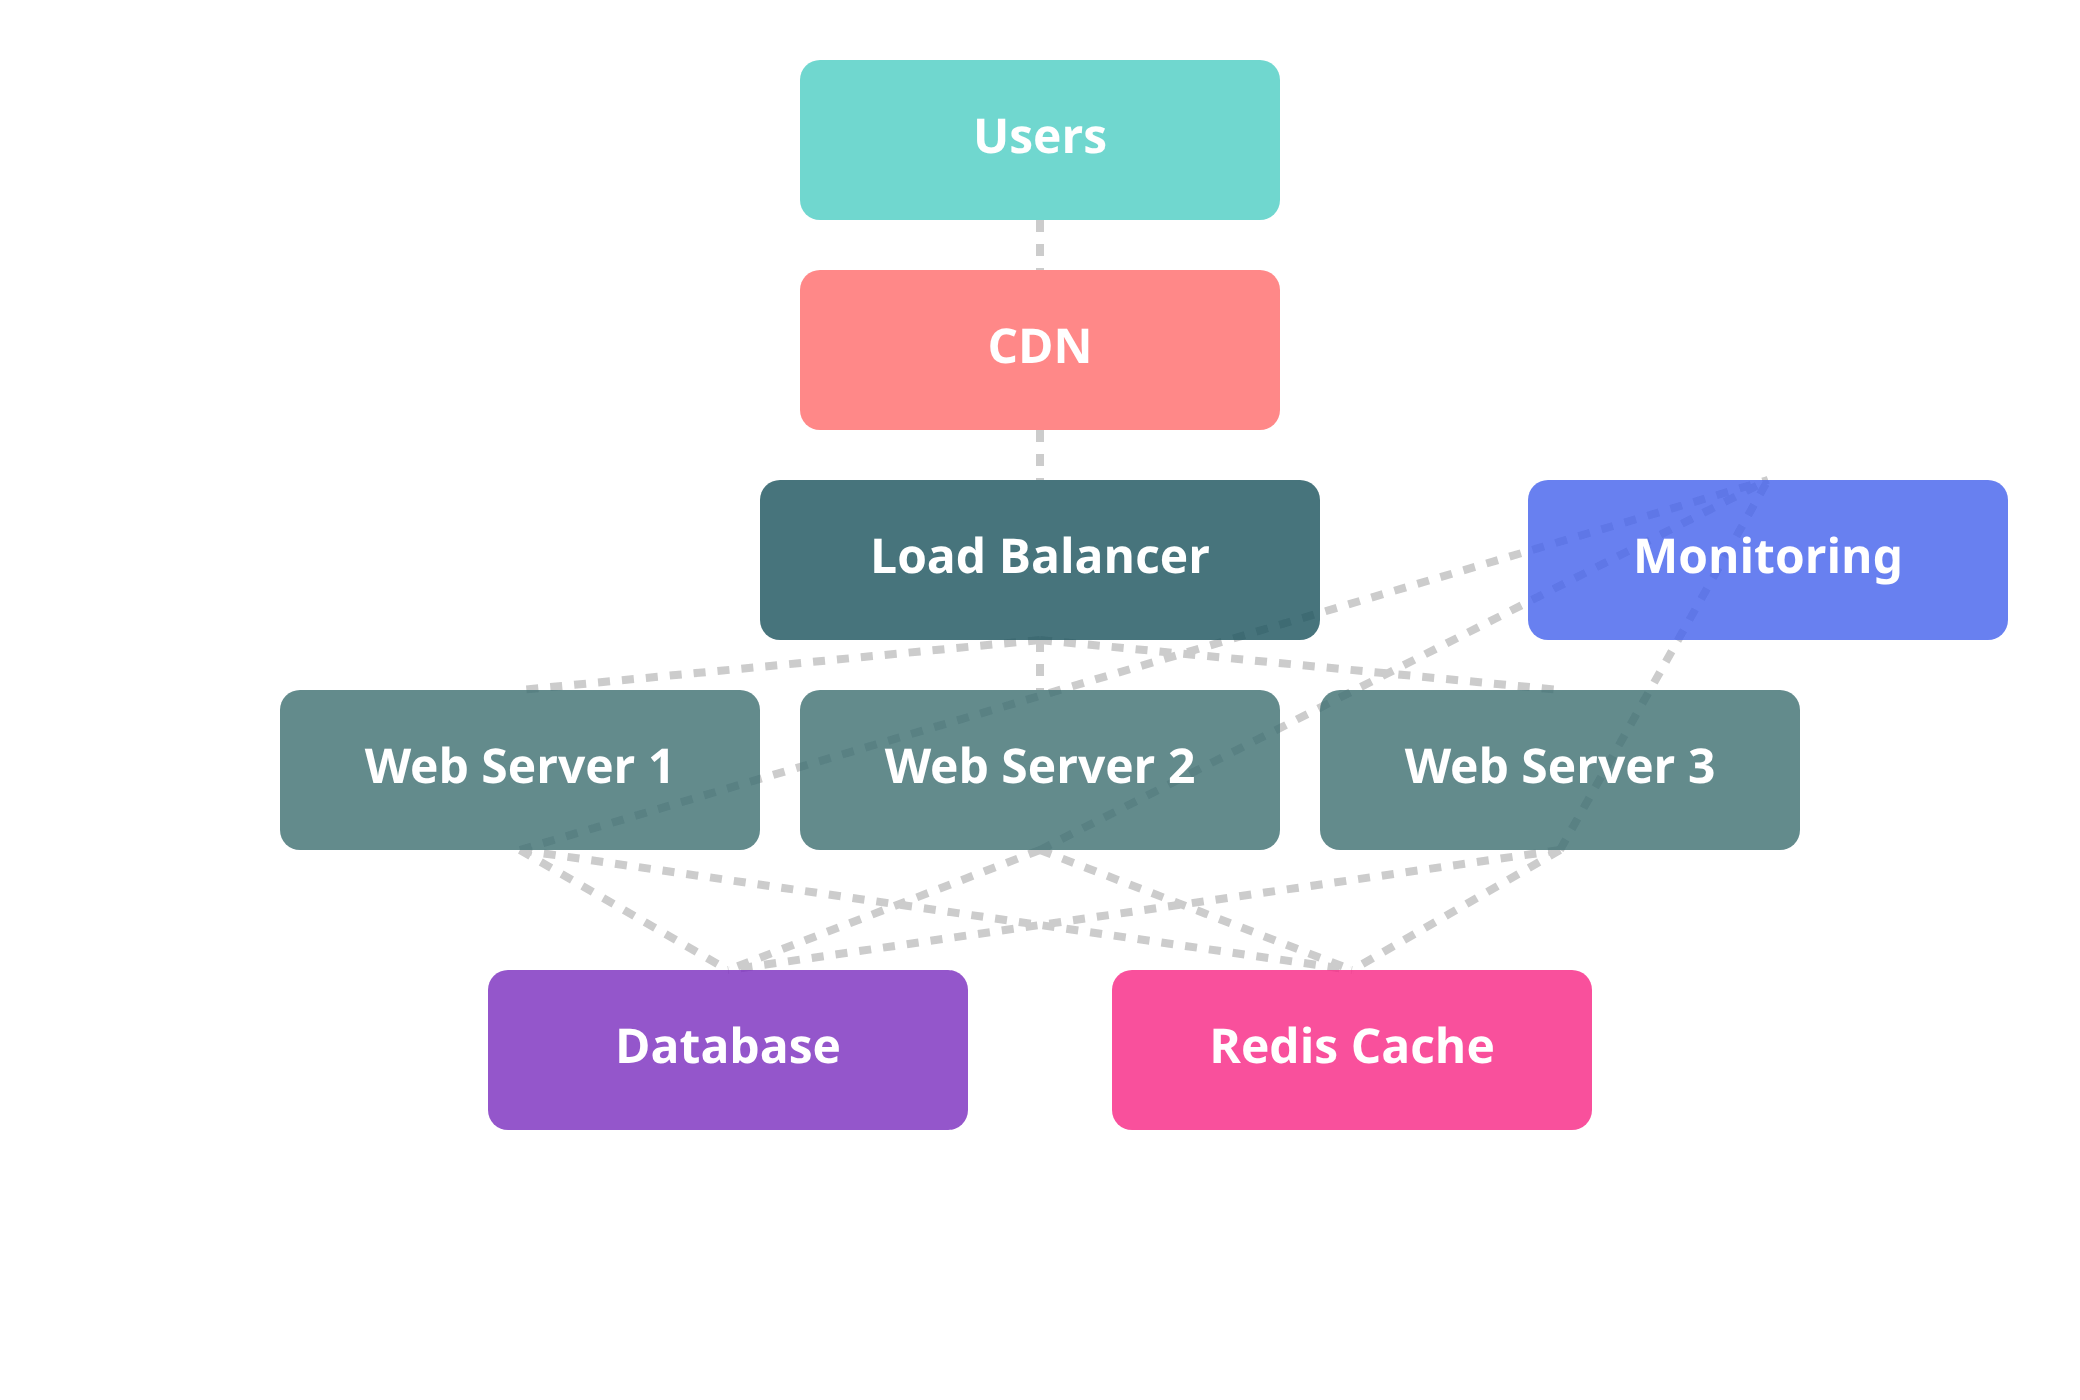 Users
CDN
Load Balancer
Monitoring
Web Server 1
Web Server 2
Web Server 3
Database
Redis Cache